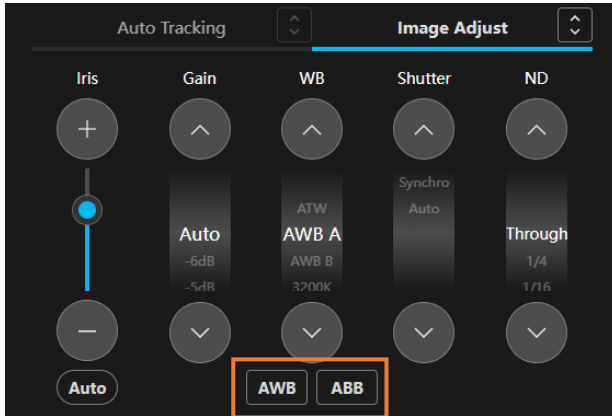 Auto Tracking Image Adjust
Iris Gain WB Shutter ND
Synchro
ATW Auto
Auto AWB A Through
-6dB AWB B 1/4
-5dB 3200K 1/16
Auto AWB ABB